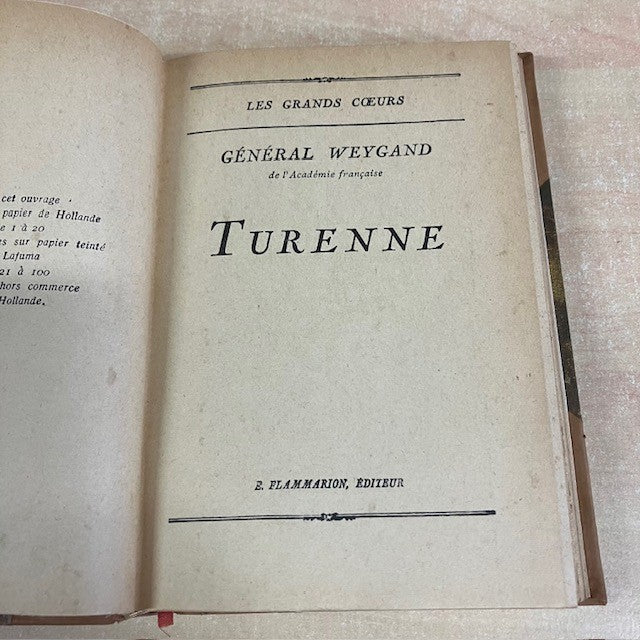 cet ouvrage
papier de Hollande
e 1 à 20
es sur papier teinté
Lafuma
21 à 100
hors commerce
Hollande.
LES GRANDS CŒURS
GÉNÉRAL WEYGAND
de l'Académie française
TURENNE
E. FLAMMARION, ÉDITEUR